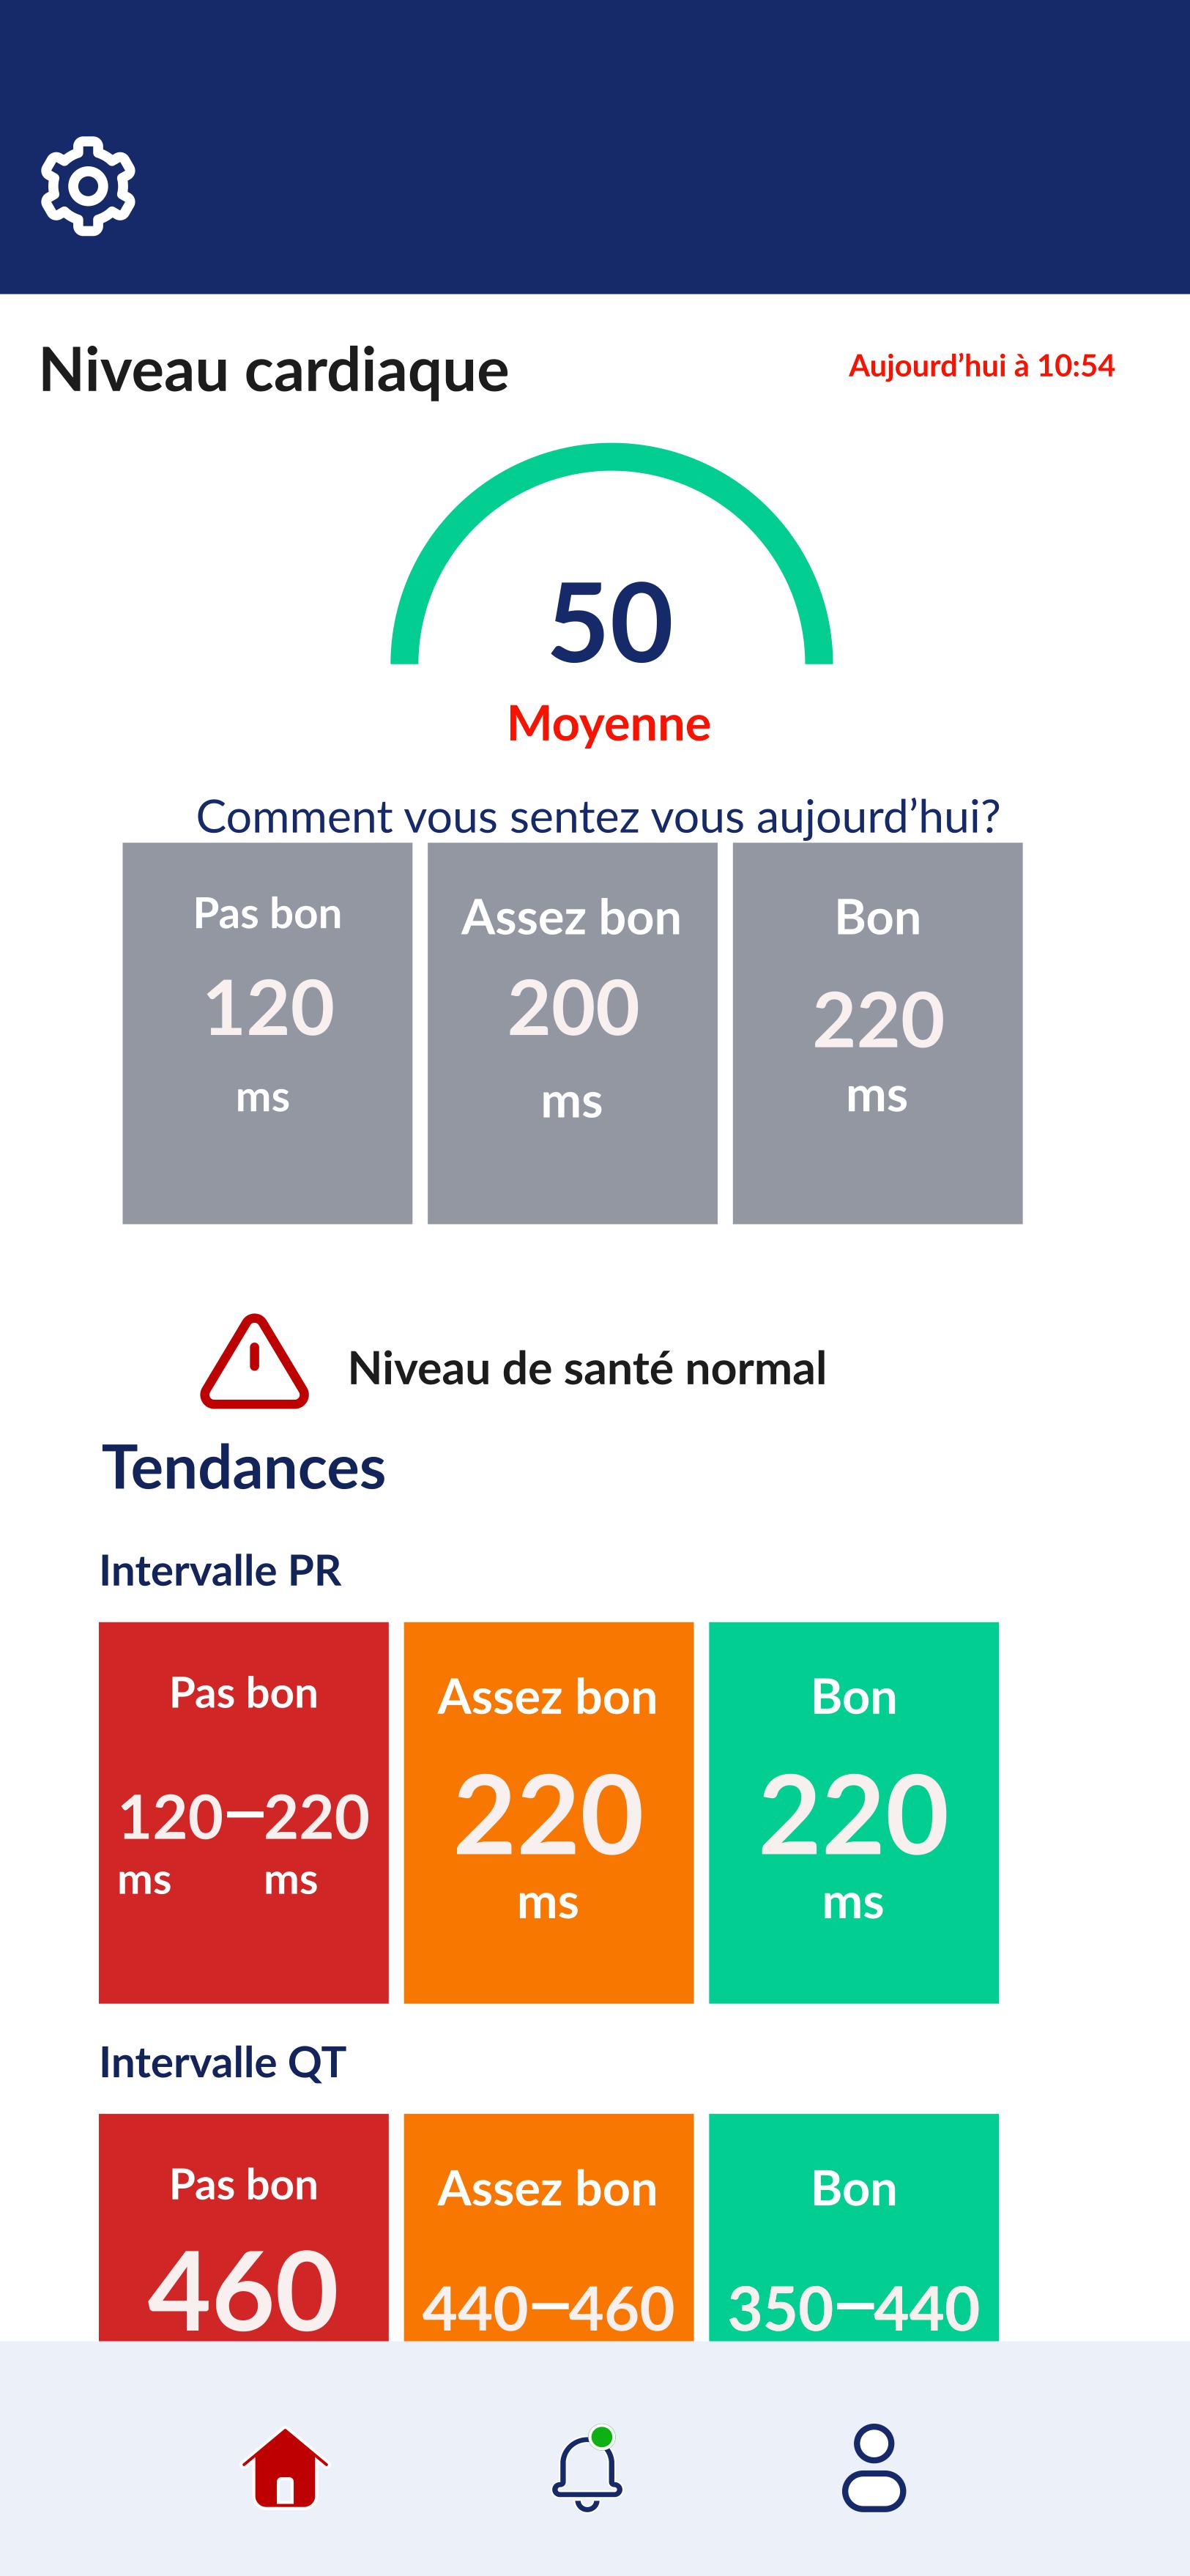 Niveau cardiaque
Aujourd’hui à 10:54
50
Moyenne
Comment vous sentez vous aujourd’hui?
Pas bon
120
ms
Assez bon
200
ms
Bon
220
ms
Niveau de santé normal
Tendances
Intervalle PR
Pas bon
120–220
ms ms
Assez bon
220
ms
Bon
220
ms
Intervalle QT
Pas bon
460
Assez bon
440–460
Bon
350–440